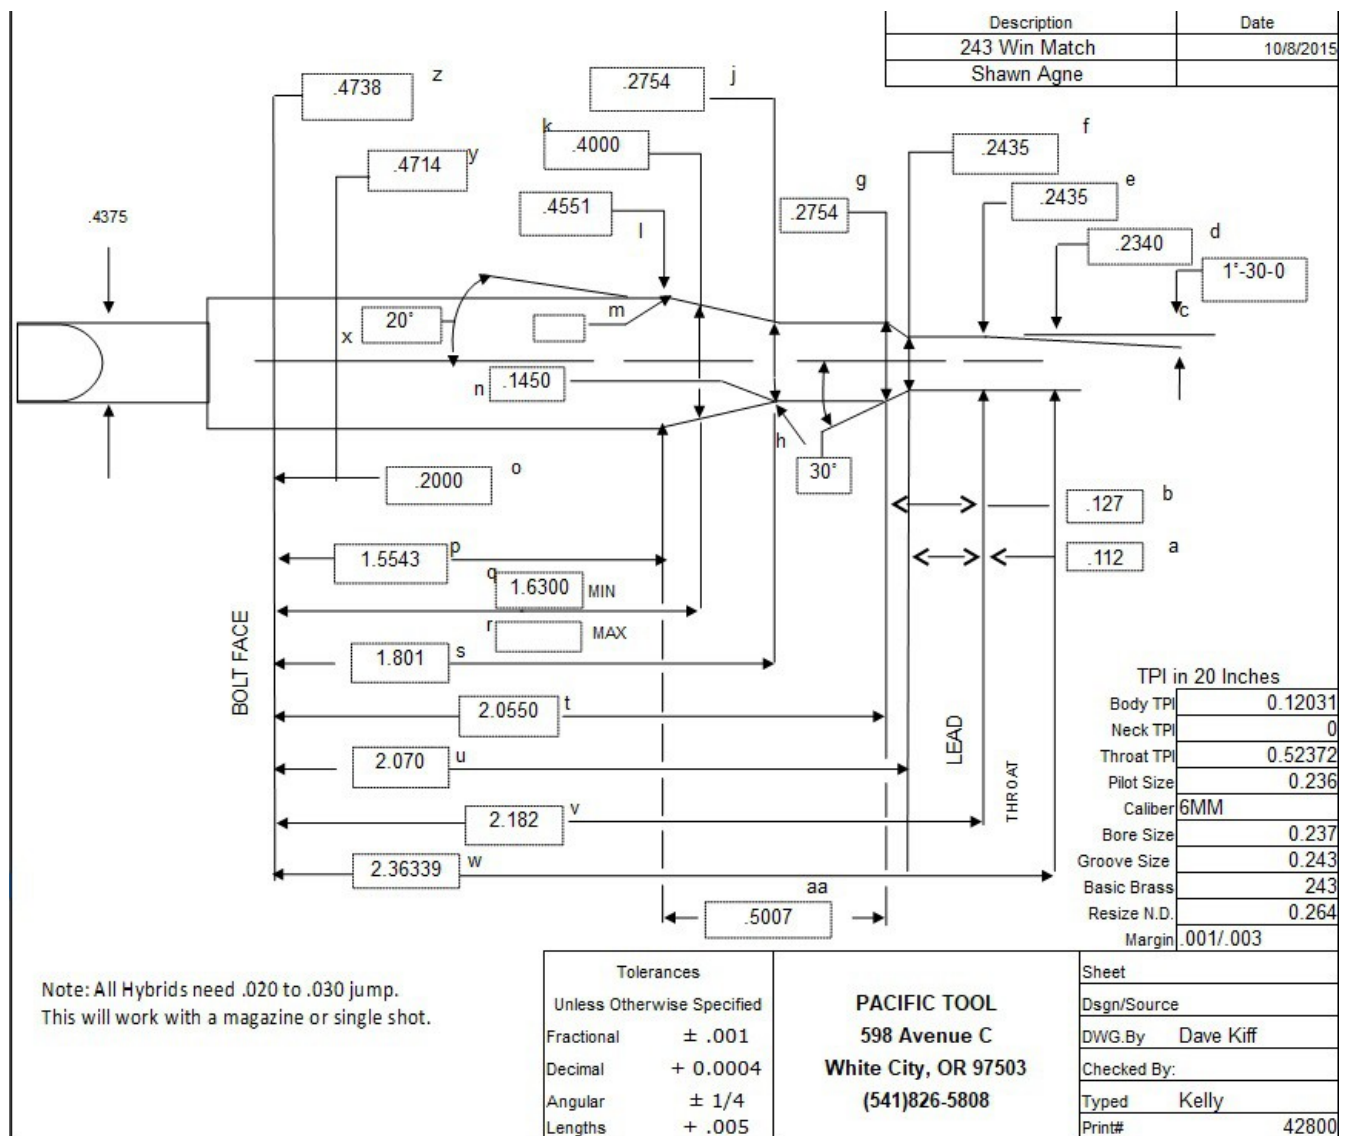 Description Date
243 Win Match 10/8/2015
Shawn Agne
.4738 z
.2754 j
k .4000
.2435 f
.4714 y
g .2754
.2435 e
.4551 l
.4375
.2340 d
1°-30-0 c
x 20°
m
n .1450
h 30°
.2000 o
.127 b
1.5543 p
.112 a
q 1.6300 MIN
r MAX
1.801 s
2.0550 t
2.070 u
2.182 v
2.36339 w
aa
.5007
BOLT FACE
LEAD
THROAT
TPI in 20 Inches
Body TPI 0.12031
Neck TPI 0
Throat TPI 0.52372
Pilot Size 0.236
Caliber 6MM
Bore Size 0.237
Groove Size 0.243
Basic Brass 243
Resize N.D. 0.264
Margin .001/.003
Note: All Hybrids need .020 to .030 jump.
This will work with a magazine or single shot.
Tolerances
Unless Otherwise Specified
Fractional ± .001
Decimal + 0.0004
Angular ± 1/4
Lengths + .005
PACIFIC TOOL
598 Avenue C
White City, OR 97503
(541)826-5808
Sheet
Dsgn/Source
DWG.By Dave Kiff
Checked By:
Typed Kelly
Print# 42800